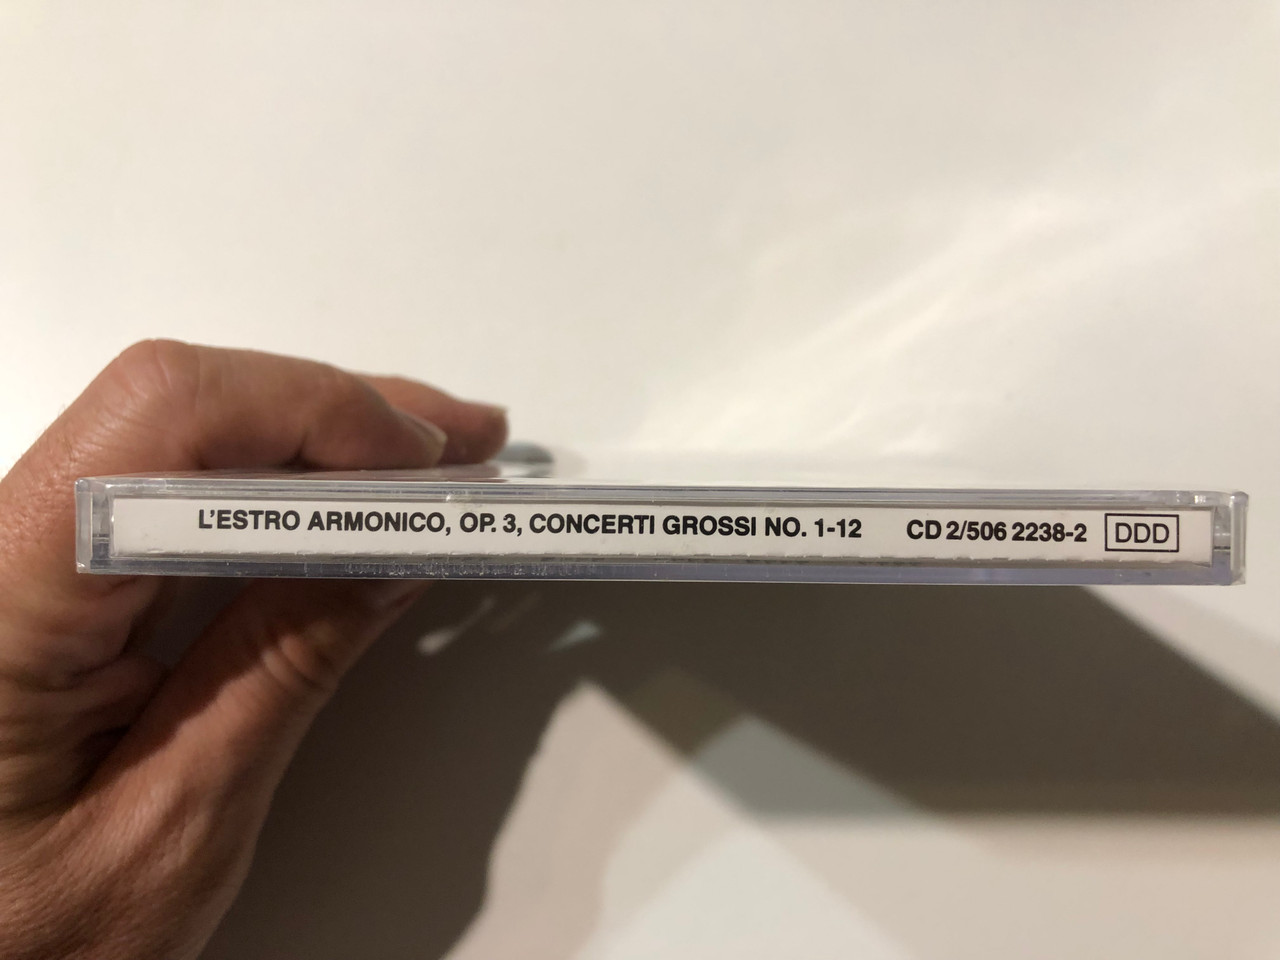 L'ESTRO ARMONICO, OP. 3, CONCERTI GROSSI NO. 1-12 CD 2/506 2238-2 DDD